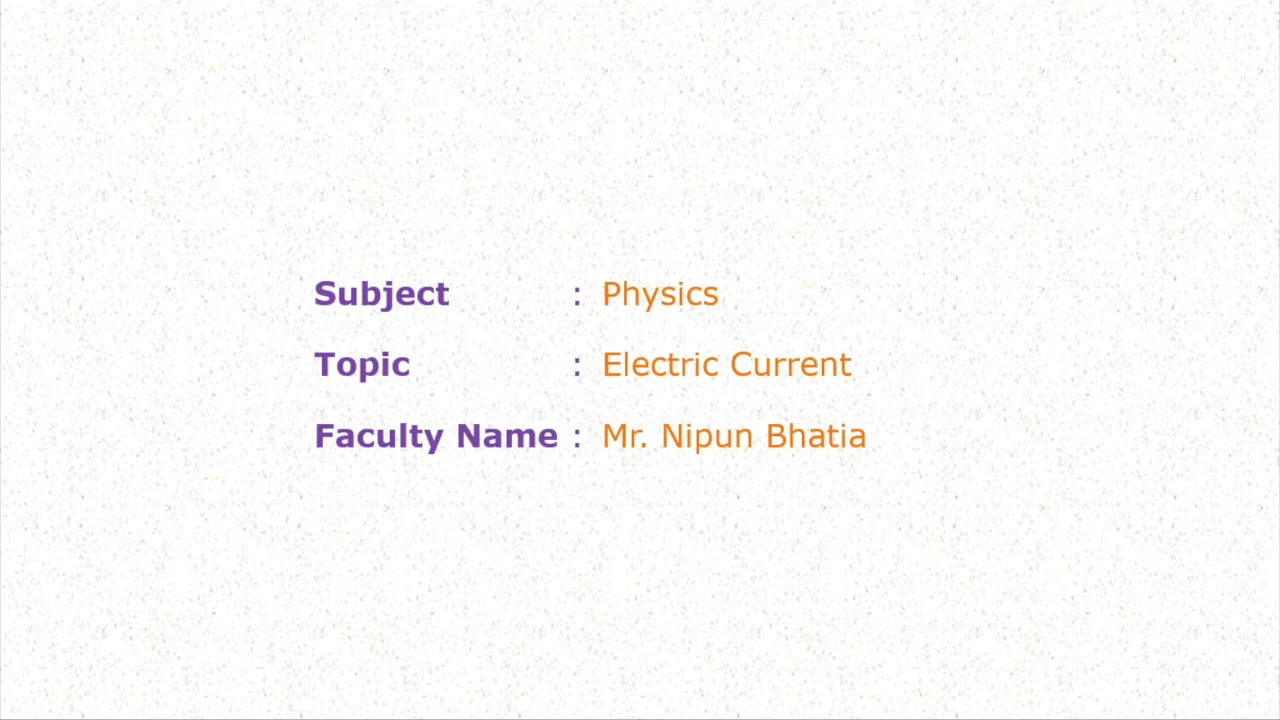 Subject : Physics
Topic : Electric Current
Faculty Name : Mr. Nipun Bhatia